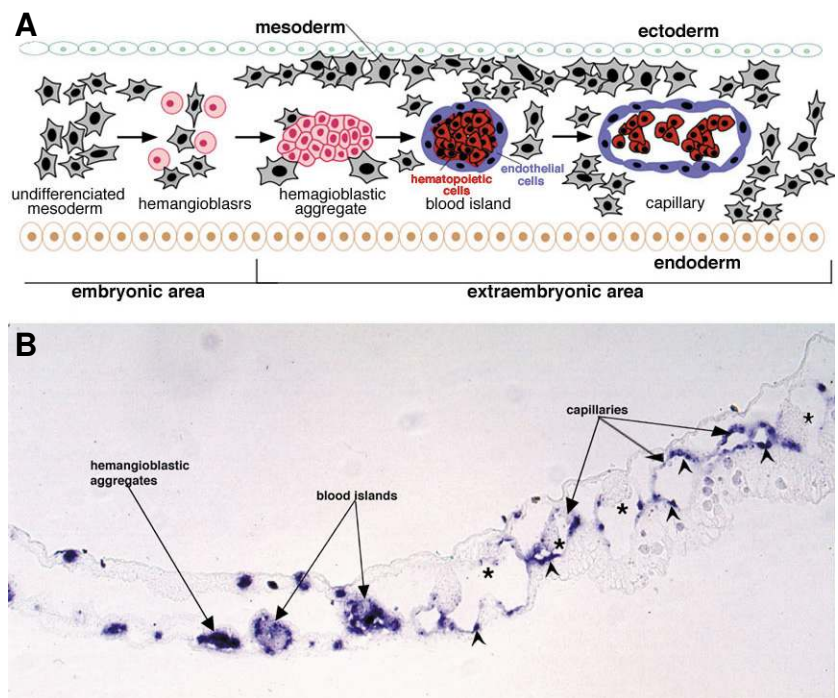 A
mesoderm
ectoderm
undifferenciated
mesoderm
hemangioblasrs
hemagioblastic
aggregate
hematopoietic
cells
blood island
endothelial
cells
capillary
endoderm
embryonic area
extraembryonic area
B
capillaries
hemangioblastic
aggregates
blood islands
*
*
*
*